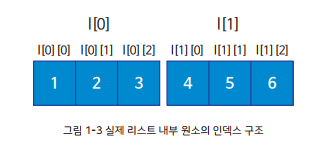 l[0] l[1]
l[0] [0] l[0] [1] l[0] [2] l[1] [0] l[1] [1] l[1] [2]
1 2 3 4 5 6
그림 1-3 실제 리스트 내부 원소의 인덱스 구조